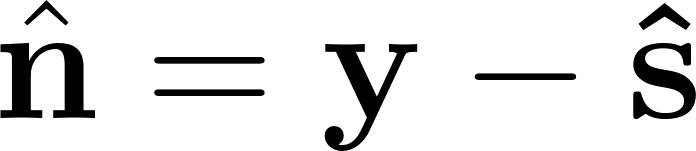 n̂ = y − ŝ